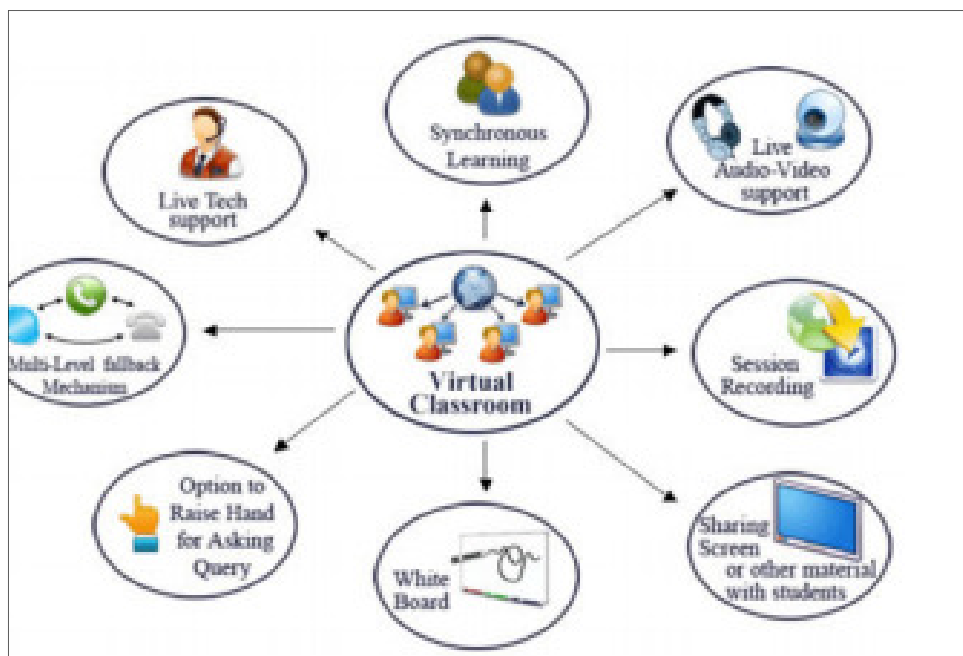 Synchronous
Learning
Live
Audio-Video
support
Live Tech
support
Virtual
Classroom
Multi-Level fallback
Mechanism
Session
Recording
Option to
Raise Hand
for Asking
Query
White
Board
Sharing
Screen
or other material
with students